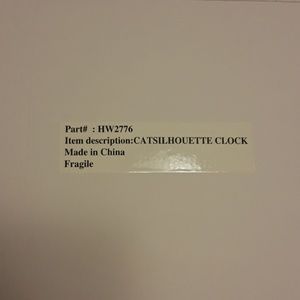 Part#  : HW2776
Item description:CATSILHOUETTE CLOCK
Made in China
Fragile